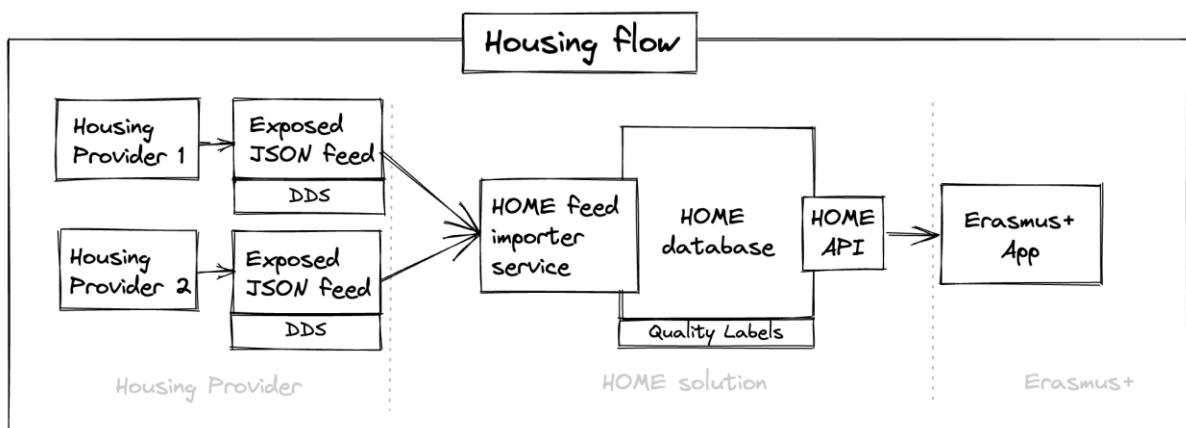 Housing flow
Housing
Provider 1
Exposed
JSON feed
DDS
Housing
Provider 2
Exposed
JSON feed
DDS
HOME feed
importer
service
HOME
database
Quality Labels
HOME
API
Erasmus+
App
Housing Provider
HOME solution
Erasmus+